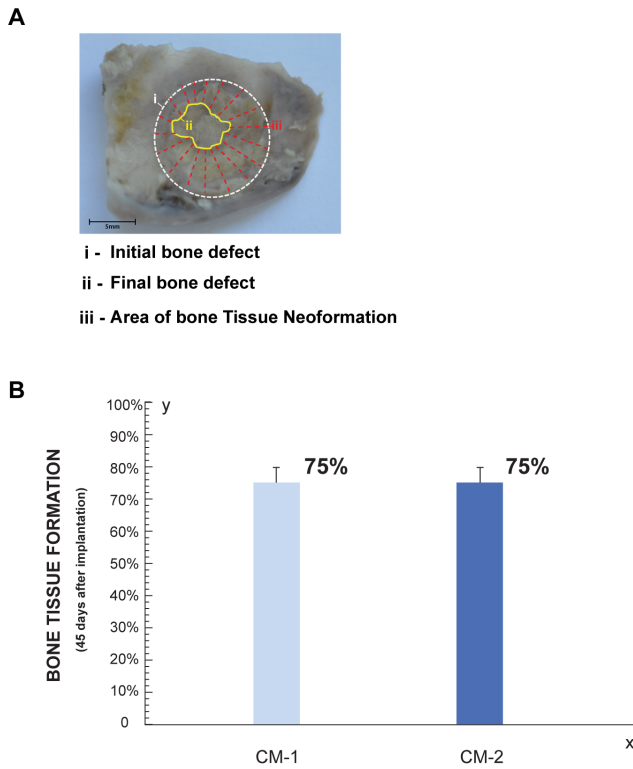 A
i
ii
iii
5mm
i - Initial bone defect
ii - Final bone defect
iii - Area of bone Tissue Neoformation
B
BONE TISSUE FORMATION
(45 days after implantation)
100%
90%
80%
70%
60%
50%
40%
30%
20%
10%
0
y
75%
75%
CM-1
CM-2
x